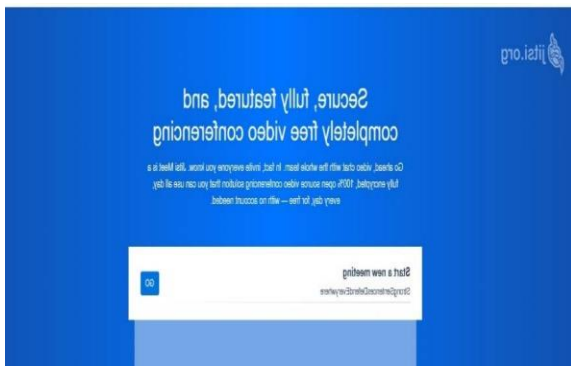 jitsi.org
Secure, fully featured, and
completely free video conferencing
Go ahead, video chat with the whole team. In fact, invite everyone you know. Jitsi Meet is a
fully encrypted, 100% open source video conferencing solution that you can use all day,
every day, for free — with no account needed.
Start a new meeting
StrongSentencesDefendEverywhere
GO